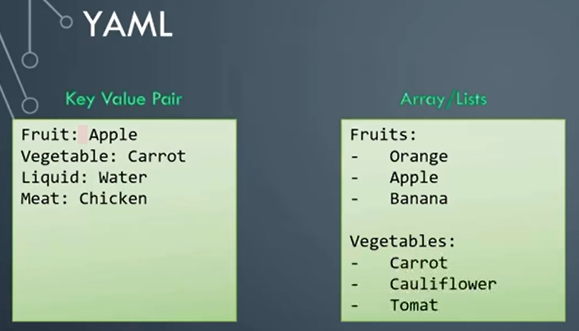 YAML
Key Value Pair
Fruit: Apple
Vegetable: Carrot
Liquid: Water
Meat: Chicken
Array/Lists
Fruits:
- Orange
- Apple
- Banana
Vegetables:
- Carrot
- Cauliflower
- Tomat